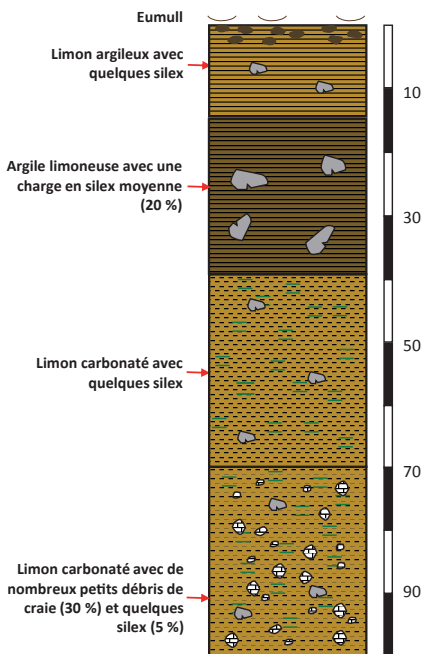 Eumull
Limon argileux avec
quelques silex
10
Argile limoneuse avec une
charge en silex moyenne
(20 %)
30
Limon carbonaté avec
quelques silex
50
70
Limon carbonaté avec de
nombreux petits débris de
craie (30 %) et quelques
silex (5 %)
90